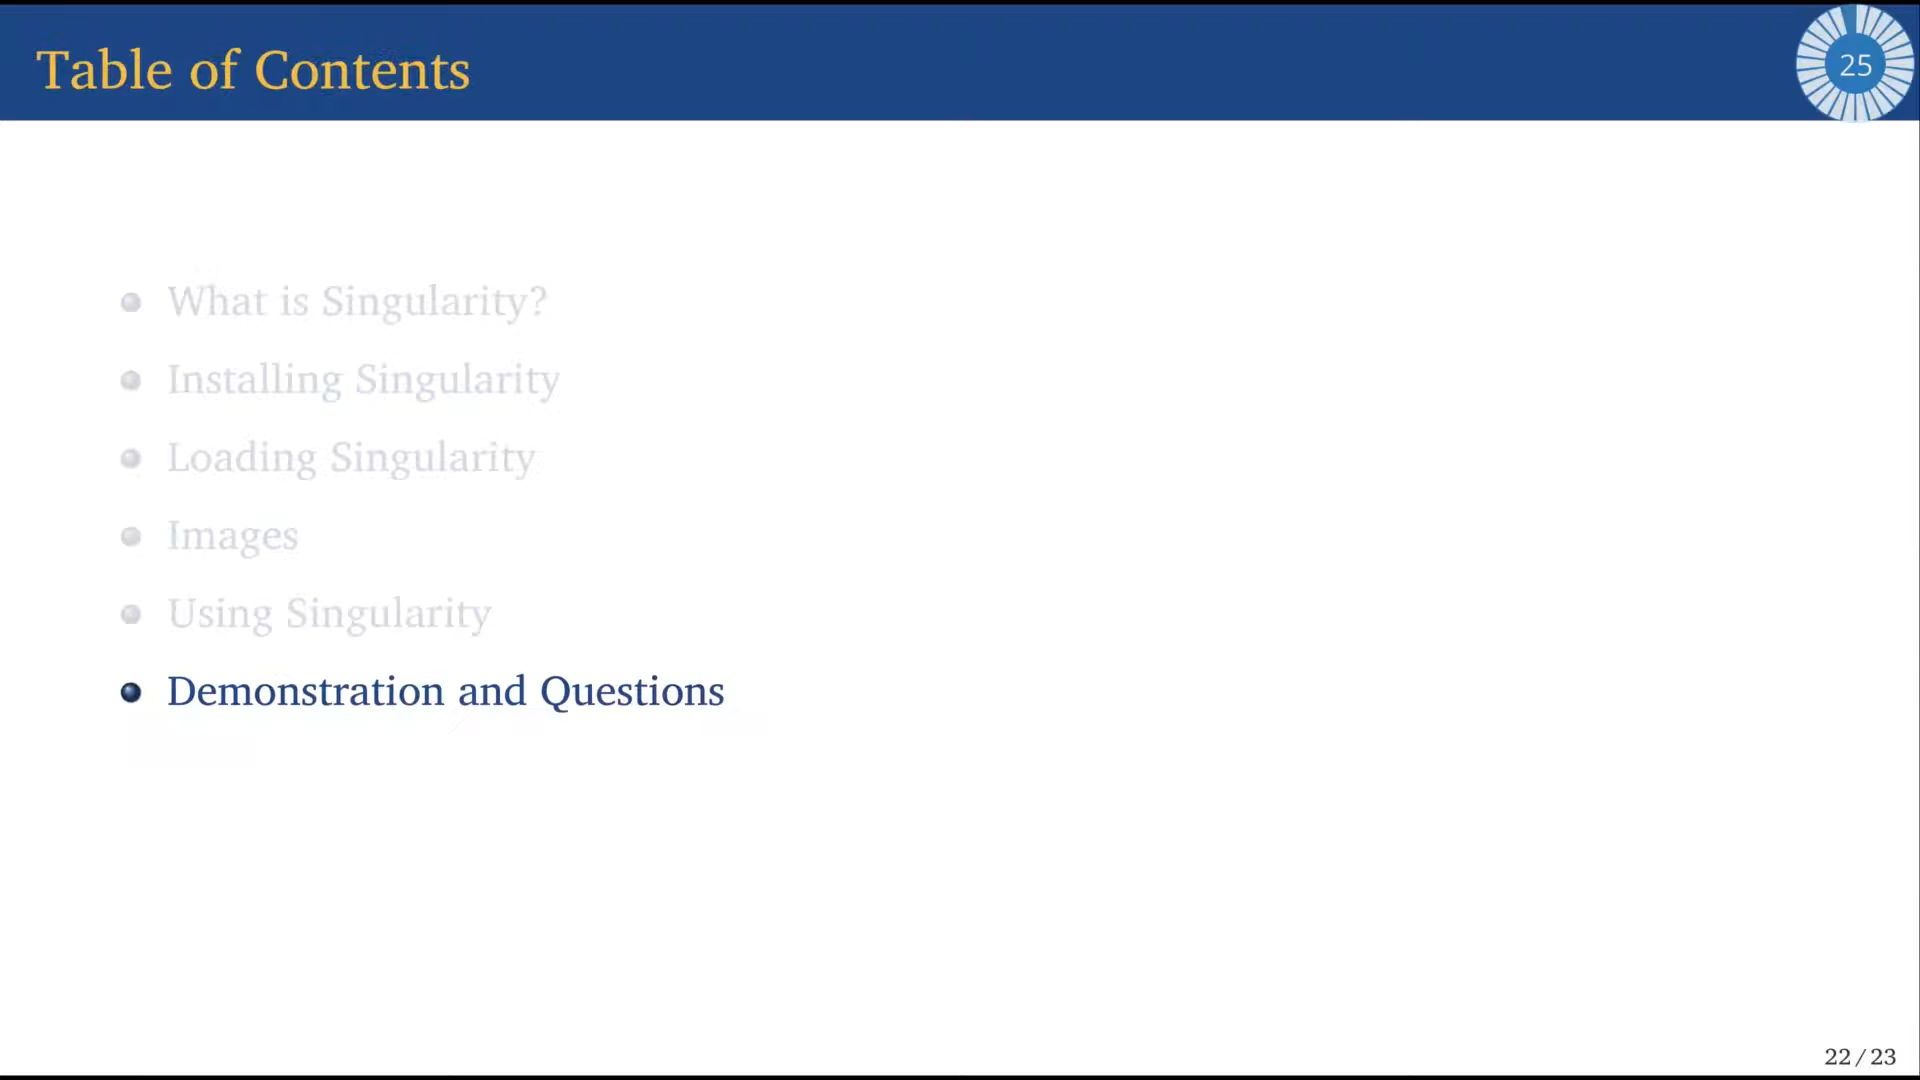 Table of Contents
25
What is Singularity?
Installing Singularity
Loading Singularity
Images
Using Singularity
Demonstration and Questions
22 / 23